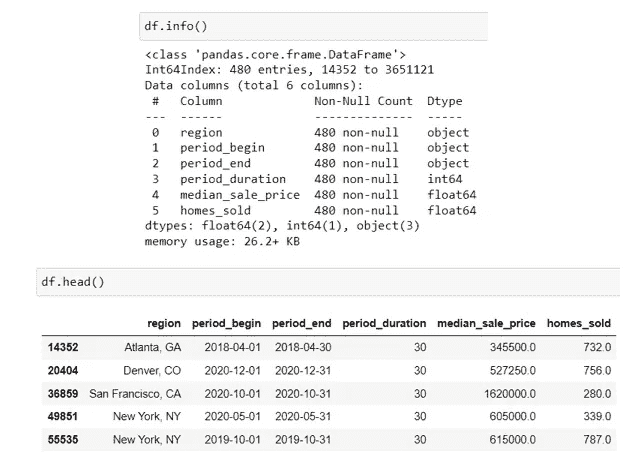 df.info()
<class 'pandas.core.frame.DataFrame'>
Int64Index: 480 entries, 14352 to 3651121
Data columns (total 6 columns):
 #   Column             Non-Null Count  Dtype
---  ------             --------------  -----
 0   region             480 non-null    object
 1   period_begin       480 non-null    object
 2   period_end         480 non-null    object
 3   period_duration    480 non-null    int64
 4   median_sale_price  480 non-null    float64
 5   homes_sold         480 non-null    float64
dtypes: float64(2), int64(1), object(3)
memory usage: 26.2+ KB
df.head()
region period_begin period_end period_duration median_sale_price homes_sold
14352 Atlanta, GA 2018-04-01 2018-04-30 30 345500.0 732.0
20404 Denver, CO 2020-12-01 2020-12-31 30 527250.0 756.0
36859 San Francisco, CA 2020-10-01 2020-10-31 30 1620000.0 280.0
49851 New York, NY 2020-05-01 2020-05-31 30 605000.0 339.0
55535 New York, NY 2019-10-01 2019-10-31 30 615000.0 787.0